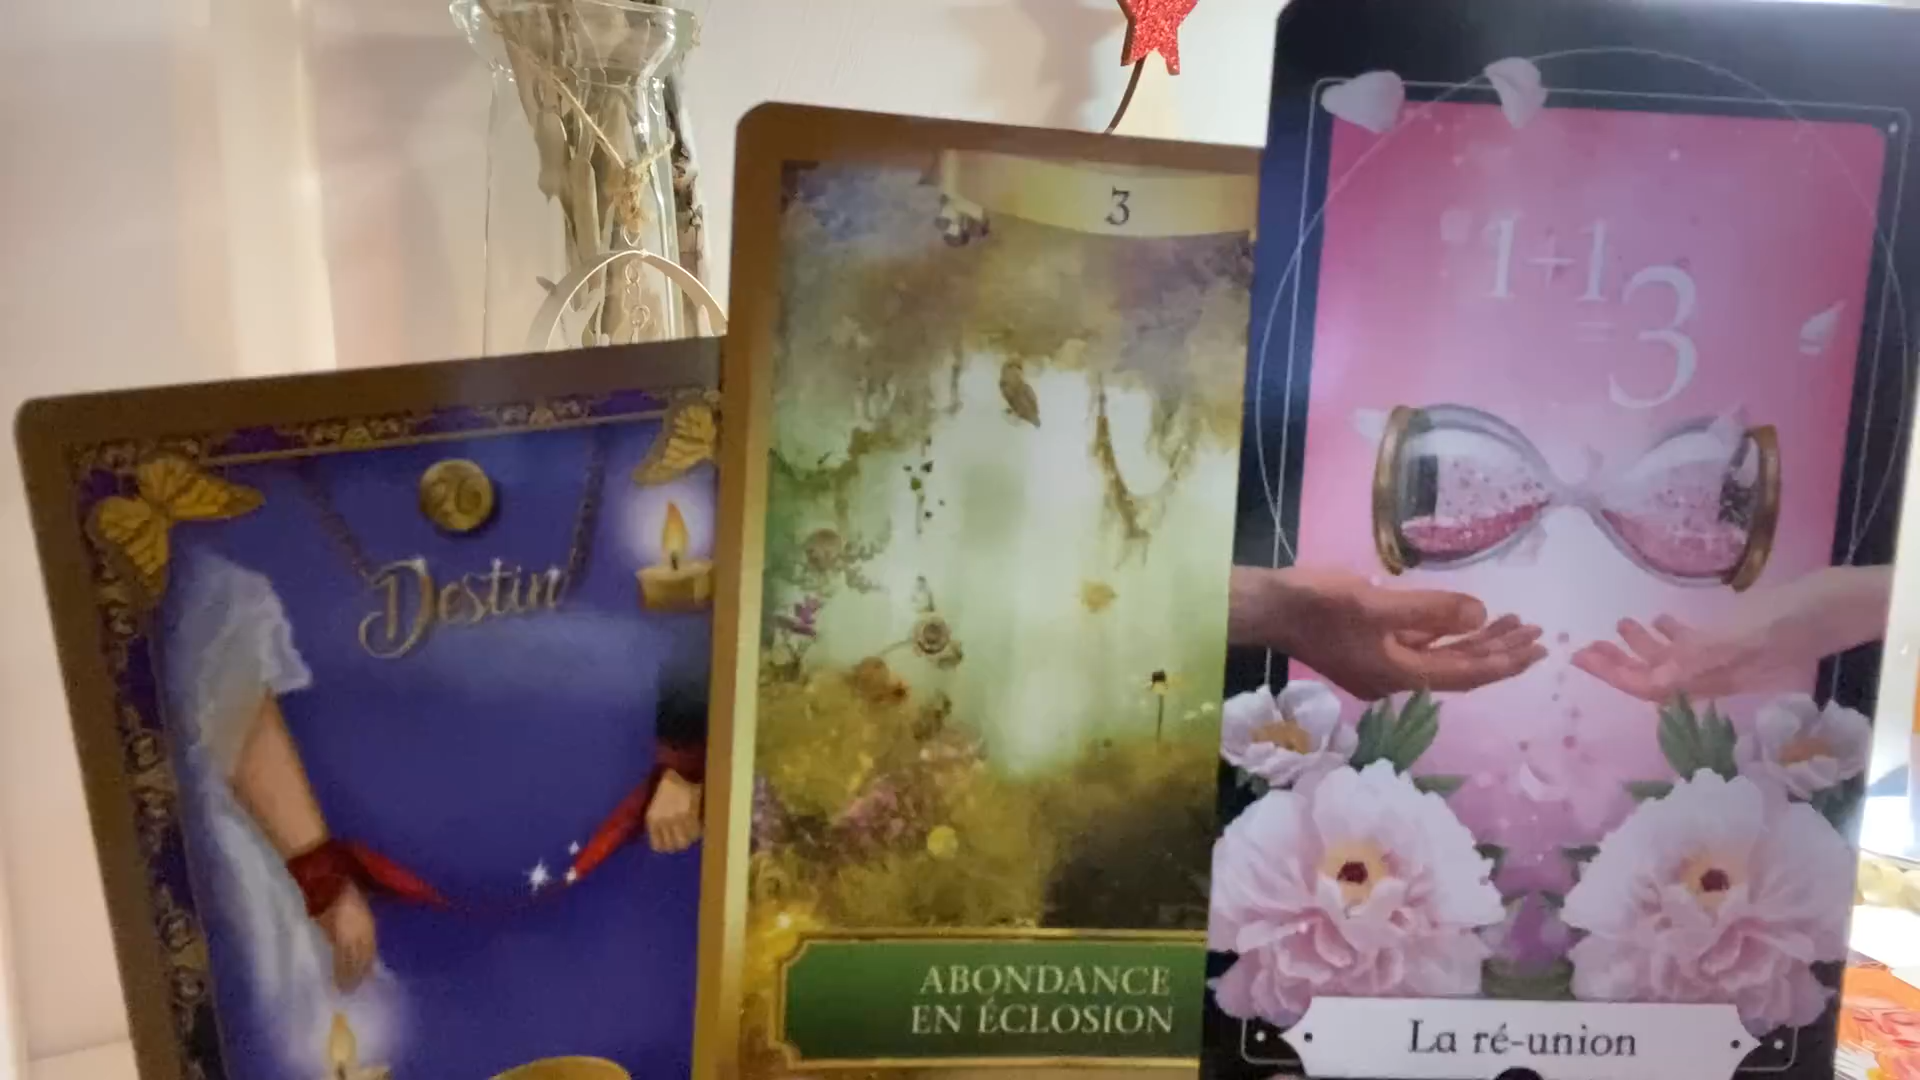 26
Destin
3
ABONDANCE
EN ÉCLOSION
1+1
=3
La ré-union